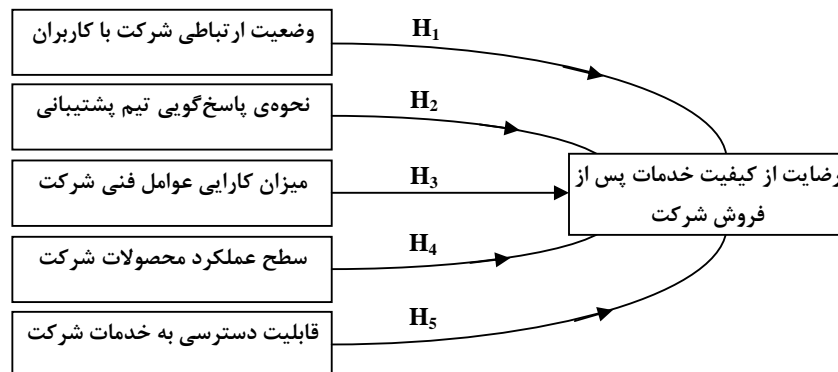 وضعیت ارتباطی شرکت با کاربران
H1
نحوه‌ی پاسخ‌گویی تیم پشتیبانی
H2
میزان کارایی عوامل فنی شرکت
H3
رضایت از کیفیت خدمات پس از
فروش شرکت
سطح عملکرد محصولات شرکت
H4
قابلیت دسترسی به خدمات شرکت
H5